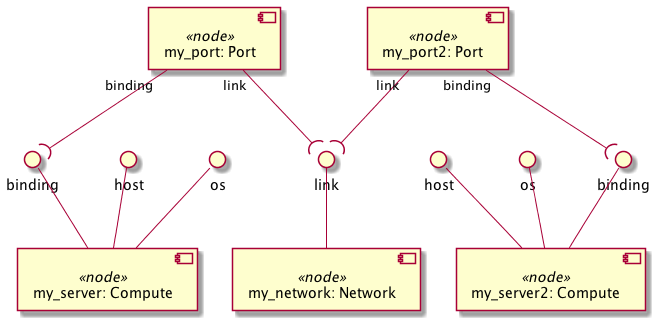 «node»
my_port: Port
«node»
my_port2: Port
binding
link
link
binding
binding
host
os
link
host
os
binding
«node»
my_server: Compute
«node»
my_network: Network
«node»
my_server2: Compute